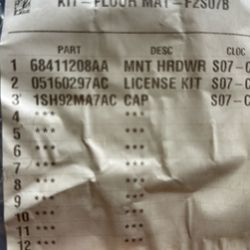 KIT-FLOOR MAT-F2S07B
PART DESC CLOC
1 68411208AA MNT HRDWR S07-C
2 05160297AC LICENSE KIT S07-C
3 1SH92MA7AC CAP S07-C
4 ***
5 ***
6 ***
7 ***
8 ***
9 ***
10 ***
11 ***
12 ***